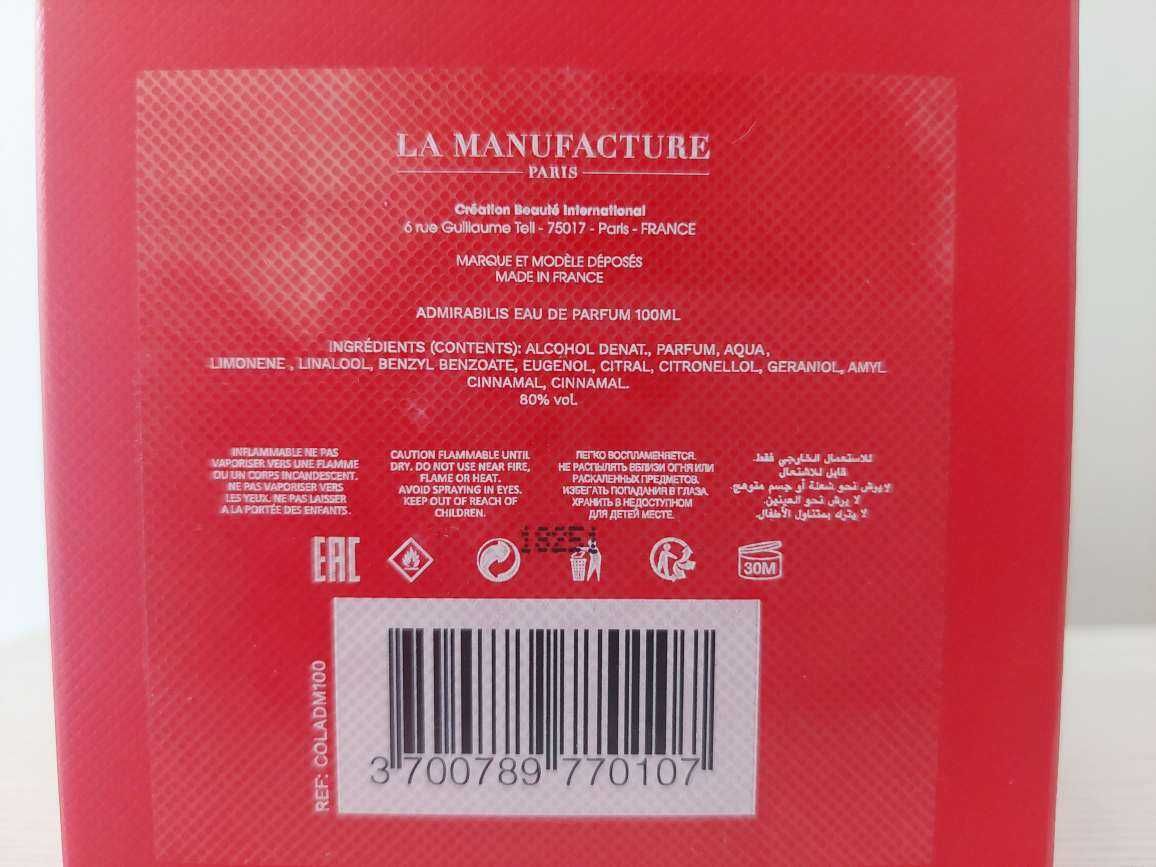 LA MANUFACTURE
PARIS
Création Beauté International
6 rue Guillaume Tell - 75017 - Paris - FRANCE
MARQUE ET MODÈLE DÉPOSÉS
MADE IN FRANCE
ADMIRABILIS EAU DE PARFUM 100ML
INGRÉDIENTS (CONTENTS): ALCOHOL DENAT., PARFUM, AQUA,
LIMONENE , LINALOOL, BENZYL BENZOATE, EUGENOL, CITRAL, CITRONELLOL, GERANIOL, AMYL
CINNAMAL, CINNAMAL.
80% vol.
INFLAMMABLE NE PAS
VAPORISER VERS UNE FLAMME
OU UN CORPS INCANDESCENT.
NE PAS VAPORISER VERS
LES YEUX. NE PAS LAISSER
A LA PORTÉE DES ENFANTS.
CAUTION FLAMMABLE UNTIL
DRY, DO NOT USE NEAR FIRE,
FLAME OR HEAT.
AVOID SPRAYING IN EYES.
KEEP OUT OF REACH OF
CHILDREN.
ЛЕГКО ВОСПЛАМЕНЯЕТСЯ.
НЕ РАСПЫЛЯТЬ ВБЛИЗИ ОГНЯ ИЛИ
РАСКАЛЕННЫХ ПРЕДМЕТОВ.
ИЗБЕГАТЬ ПОПАДАНИЯ В ГЛАЗА.
ХРАНИТЬ В НЕДОСТУПНОМ
ДЛЯ ДЕТЕЙ МЕСТЕ.
للاستعمال الخارجي فقط.
قابل للاشتعال
لا يرش نحو شعلة أو جسم متوهج.
لا يرش نحو العينين.
لا يترك بمتناول الأطفال.
18251
EAC
30M
REF: COLADM100
3 700789 770107